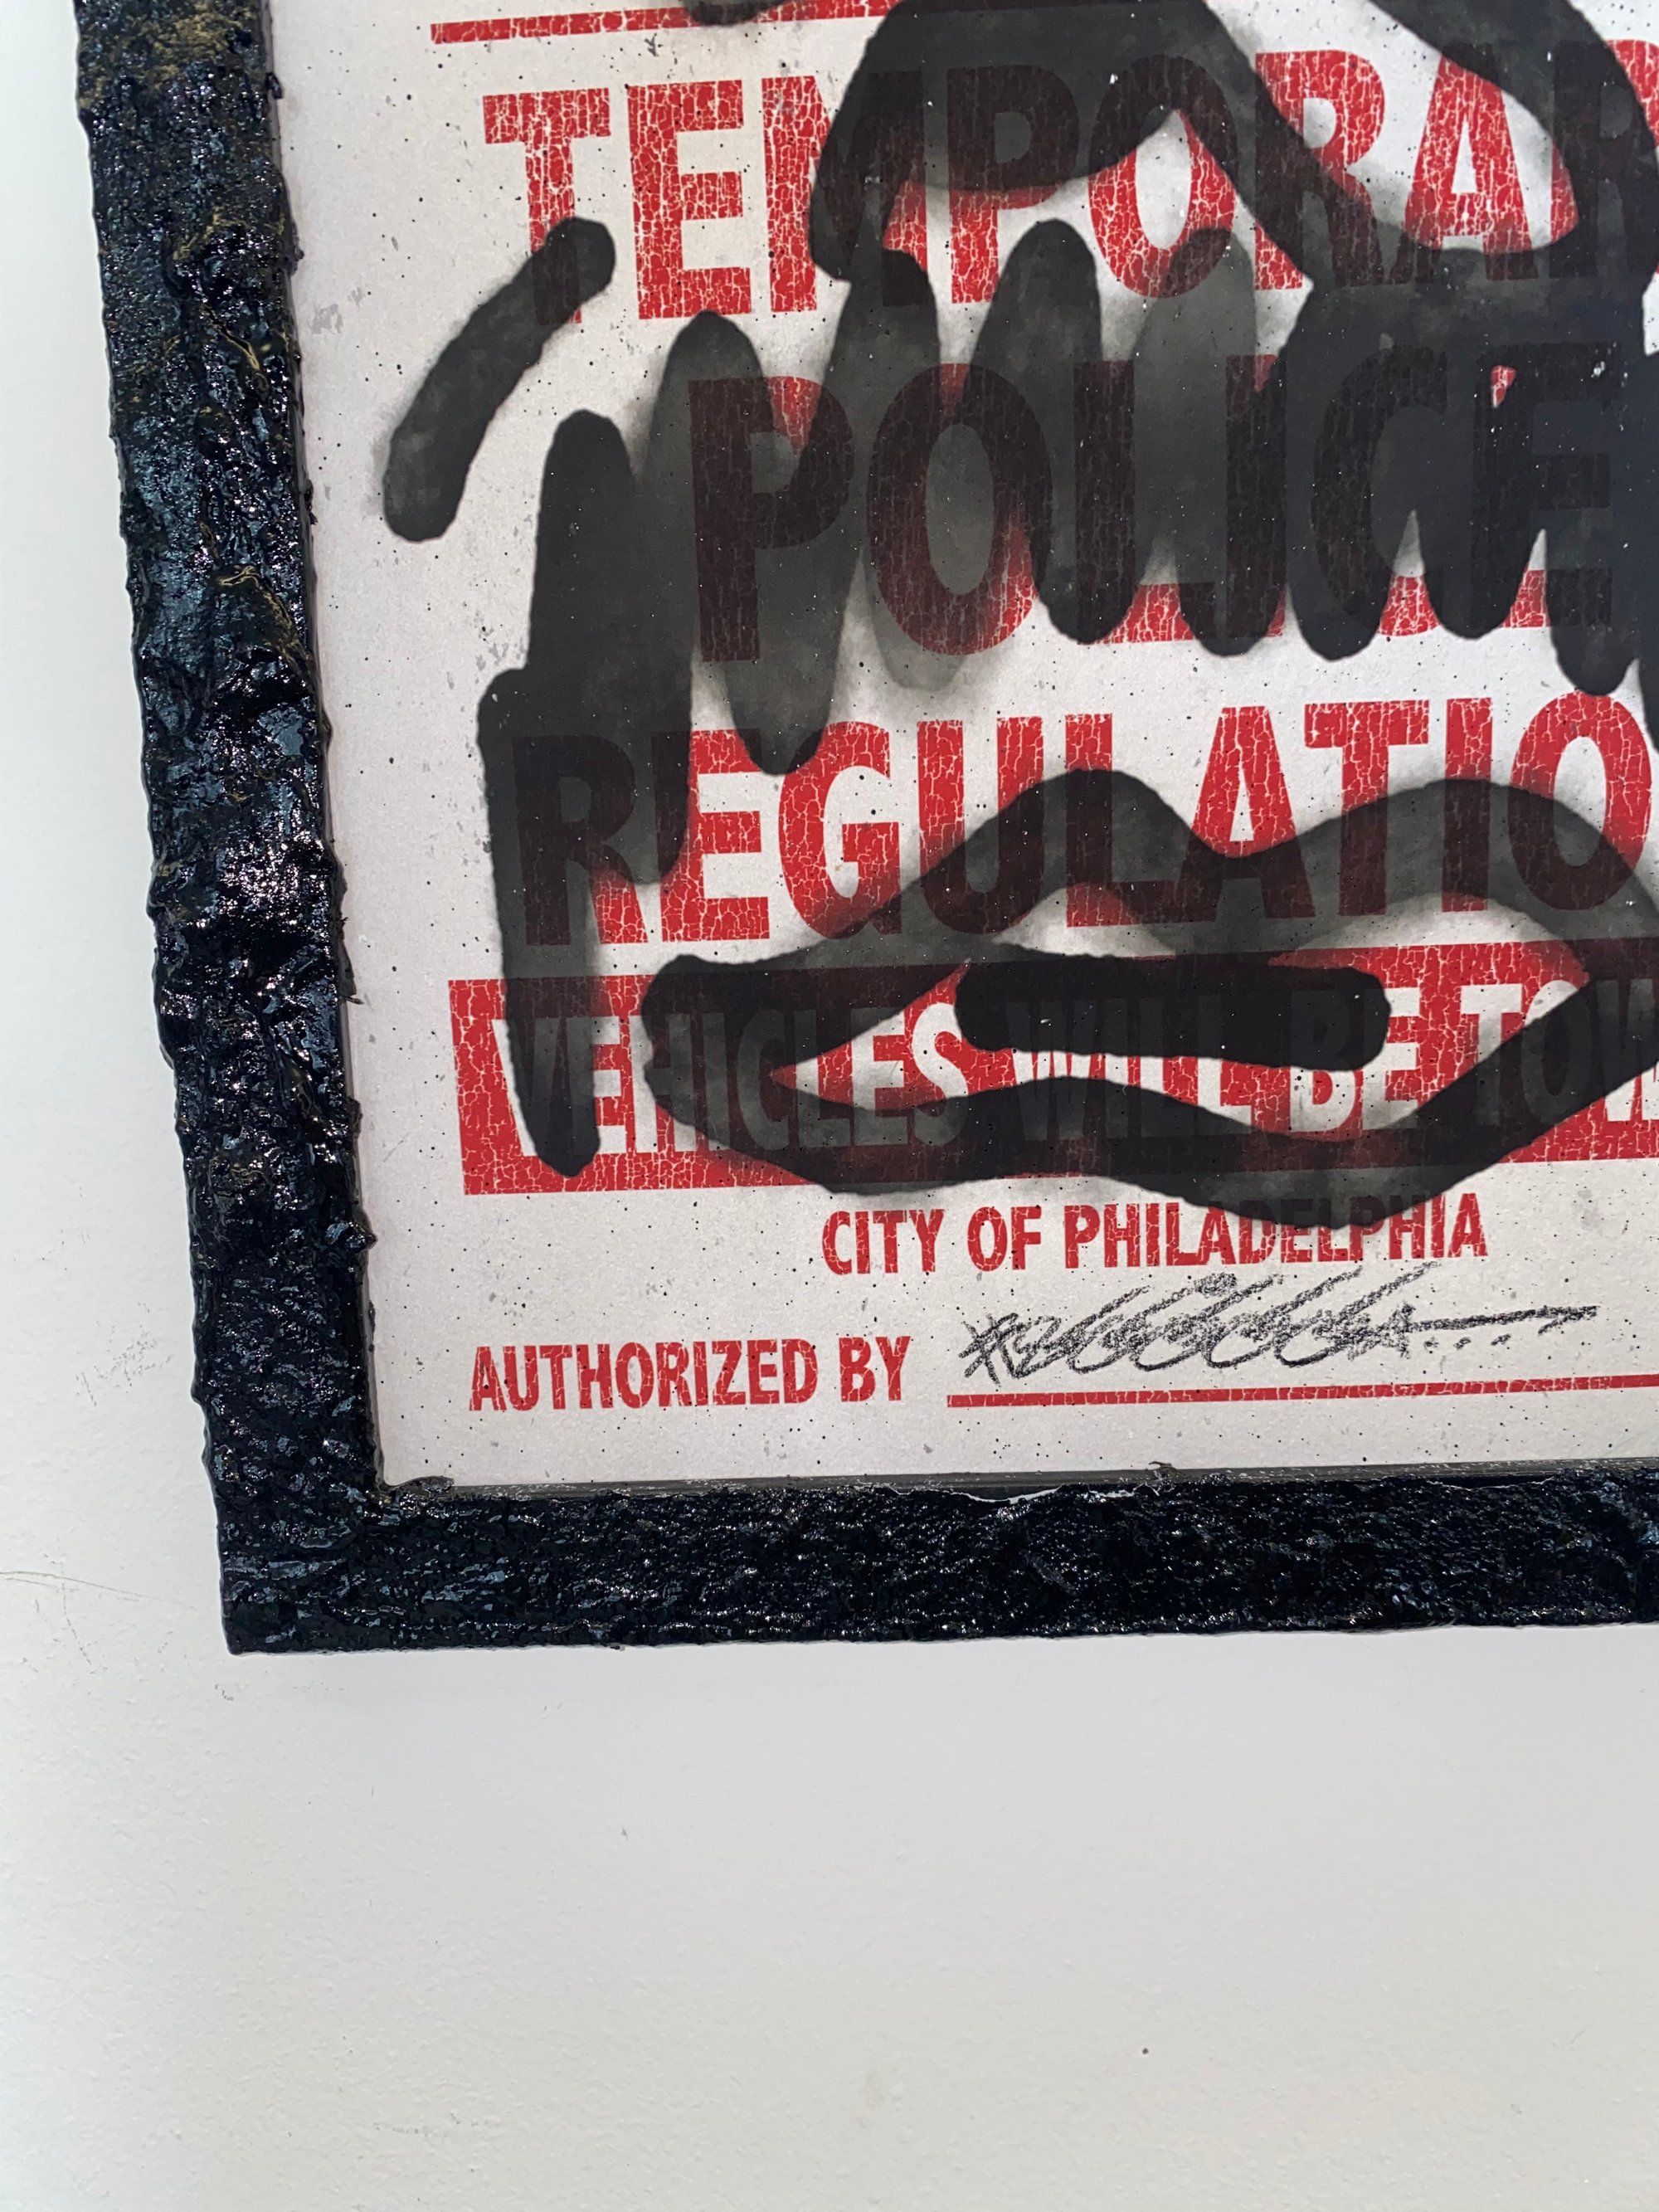 TEMPORAR
POLICE
REGULATIO
VEHICLES WILL BE TOW
CITY OF PHILADELPHIA
AUTHORIZED BY